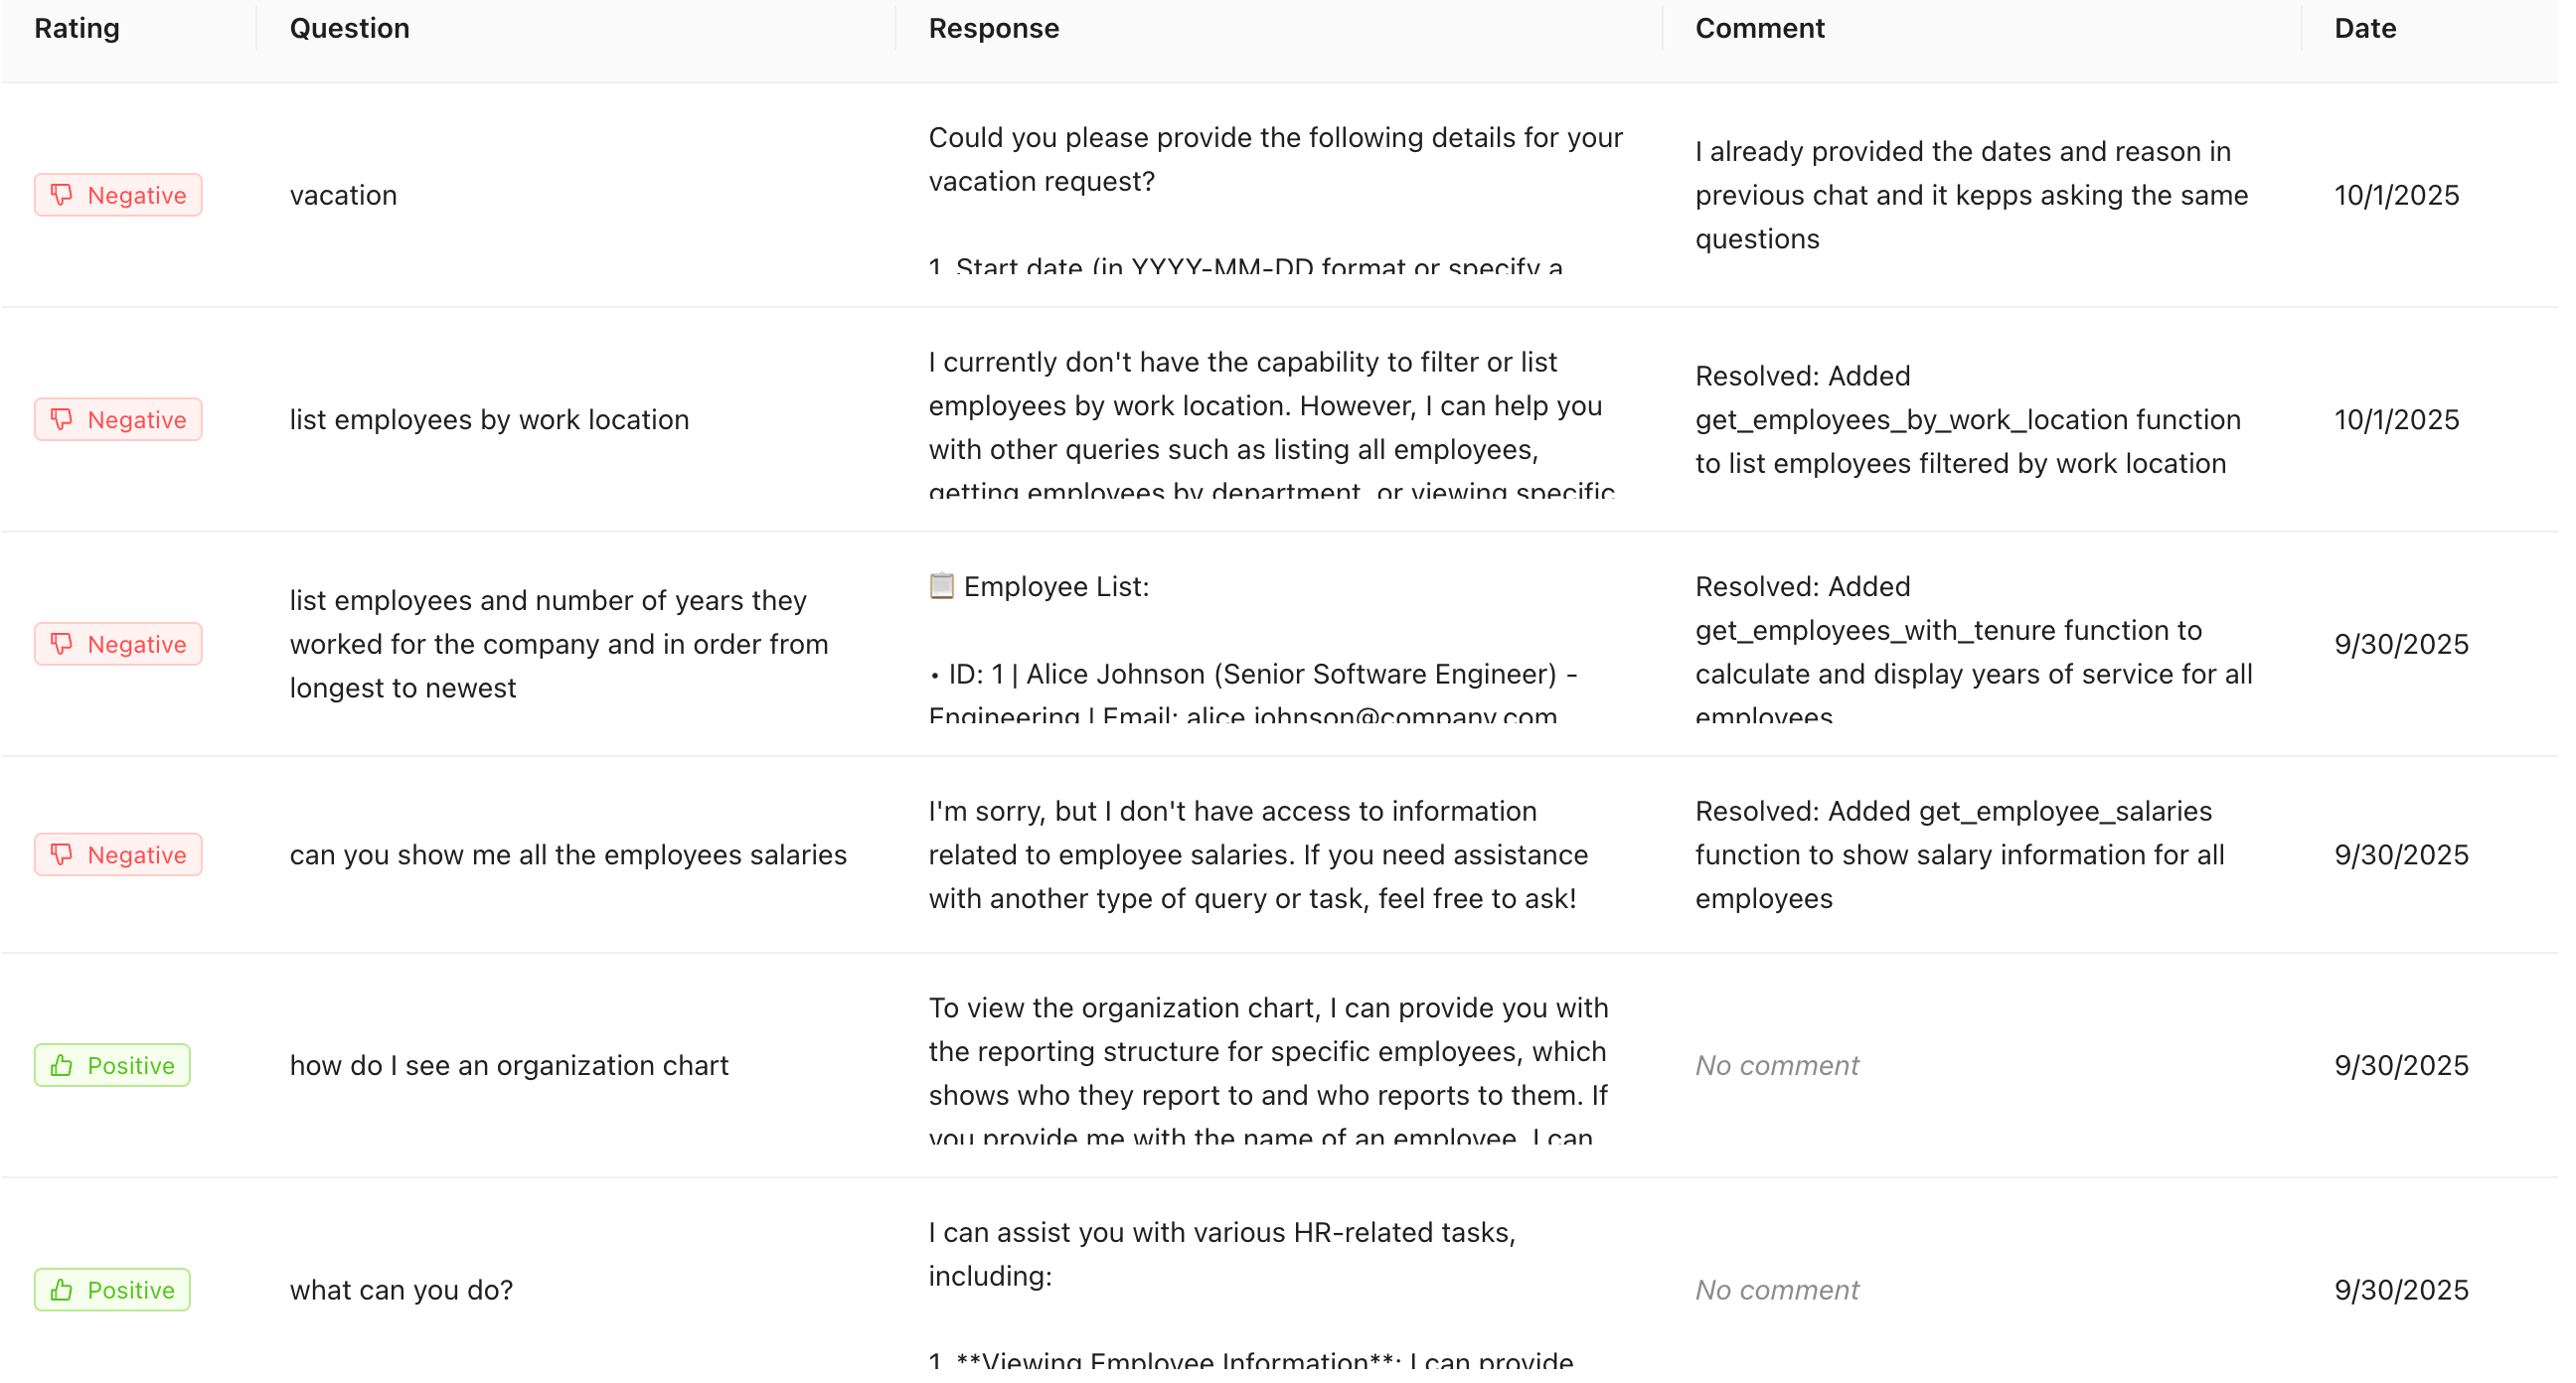 Rating Question Response Comment Date
Negative
vacation
Could you please provide the following details for your
vacation request?
1. Start date (in YYYY-MM-DD format or specify a
I already provided the dates and reason in
previous chat and it kepps asking the same
questions
10/1/2025
Negative
list employees by work location
I currently don't have the capability to filter or list
employees by work location. However, I can help you
with other queries such as listing all employees,
getting employees by department, or viewing specific
Resolved: Added
get_employees_by_work_location function
to list employees filtered by work location
10/1/2025
Negative
list employees and number of years they
worked for the company and in order from
longest to newest
📋 Employee List:
• ID: 1 | Alice Johnson (Senior Software Engineer) -
Engineering | Email: alice.johnson@company.com
Resolved: Added
get_employees_with_tenure function to
calculate and display years of service for all
employees
9/30/2025
Negative
can you show me all the employees salaries
I'm sorry, but I don't have access to information
related to employee salaries. If you need assistance
with another type of query or task, feel free to ask!
Resolved: Added get_employee_salaries
function to show salary information for all
employees
9/30/2025
Positive
how do I see an organization chart
To view the organization chart, I can provide you with
the reporting structure for specific employees, which
shows who they report to and who reports to them. If
you provide me with the name of an employee, I can
No comment
9/30/2025
Positive
what can you do?
I can assist you with various HR-related tasks,
including:
1. **Viewing Employee Information**: I can provide
No comment
9/30/2025